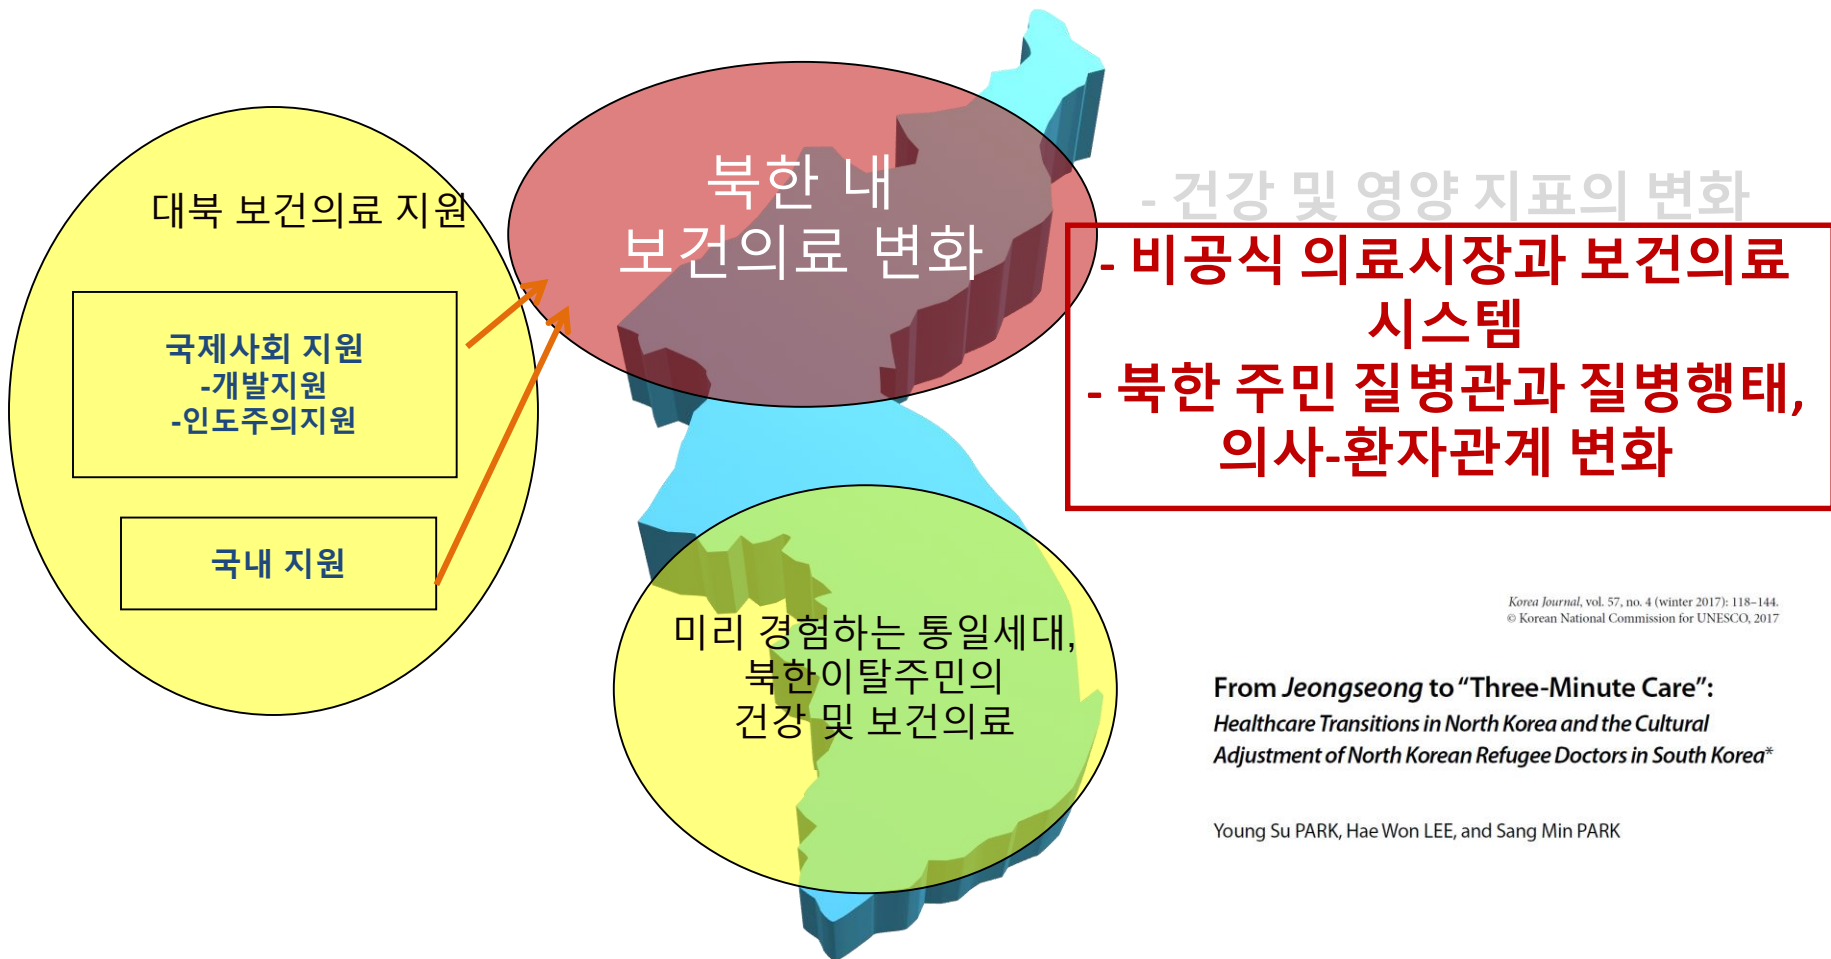 대북 보건의료 지원
국제사회 지원
-개발지원
-인도주의지원
국내 지원
북한 내
보건의료 변화
미리 경험하는 통일세대,
북한이탈주민의
건강 및 보건의료
- 건강 및 영양 지표의 변화
- 비공식 의료시장과 보건의료
시스템
- 북한 주민 질병관과 질병행태,
의사-환자관계 변화
Korea Journal, vol. 57, no. 4 (winter 2017): 118–144.
© Korean National Commission for UNESCO, 2017
From Jeongseong to “Three-Minute Care”:
Healthcare Transitions in North Korea and the Cultural
Adjustment of North Korean Refugee Doctors in South Korea*
Young Su PARK, Hae Won LEE, and Sang Min PARK